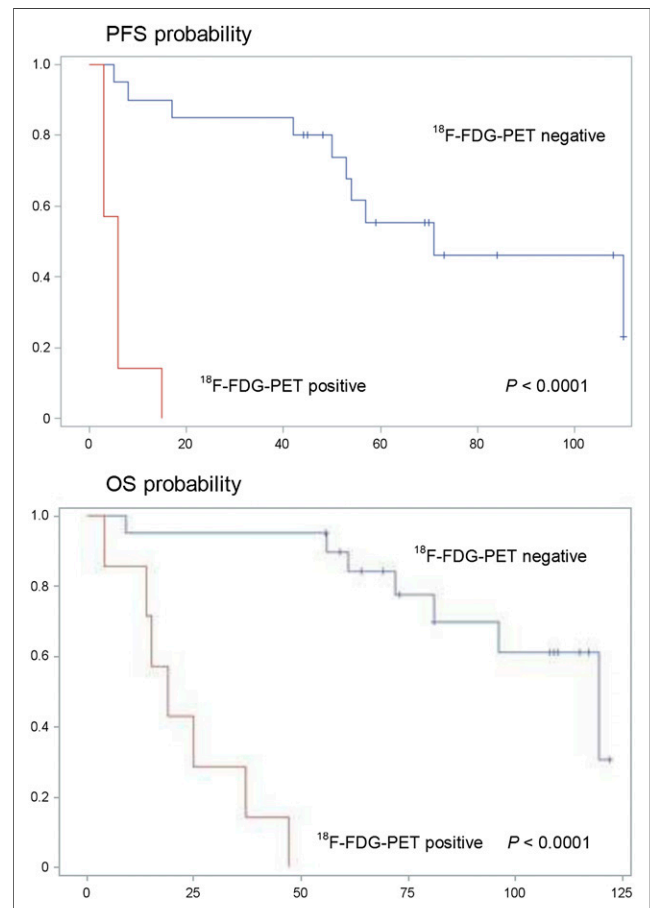 PFS probability
1.0
0.8
0.6
0.4
0.2
0
¹⁸F-FDG-PET negative
¹⁸F-FDG-PET positive
P < 0.0001
0 20 40 60 80 100
OS probability
1.0
0.8
0.6
0.4
0.2
0
¹⁸F-FDG-PET negative
¹⁸F-FDG-PET positive
P < 0.0001
0 25 50 75 100 125